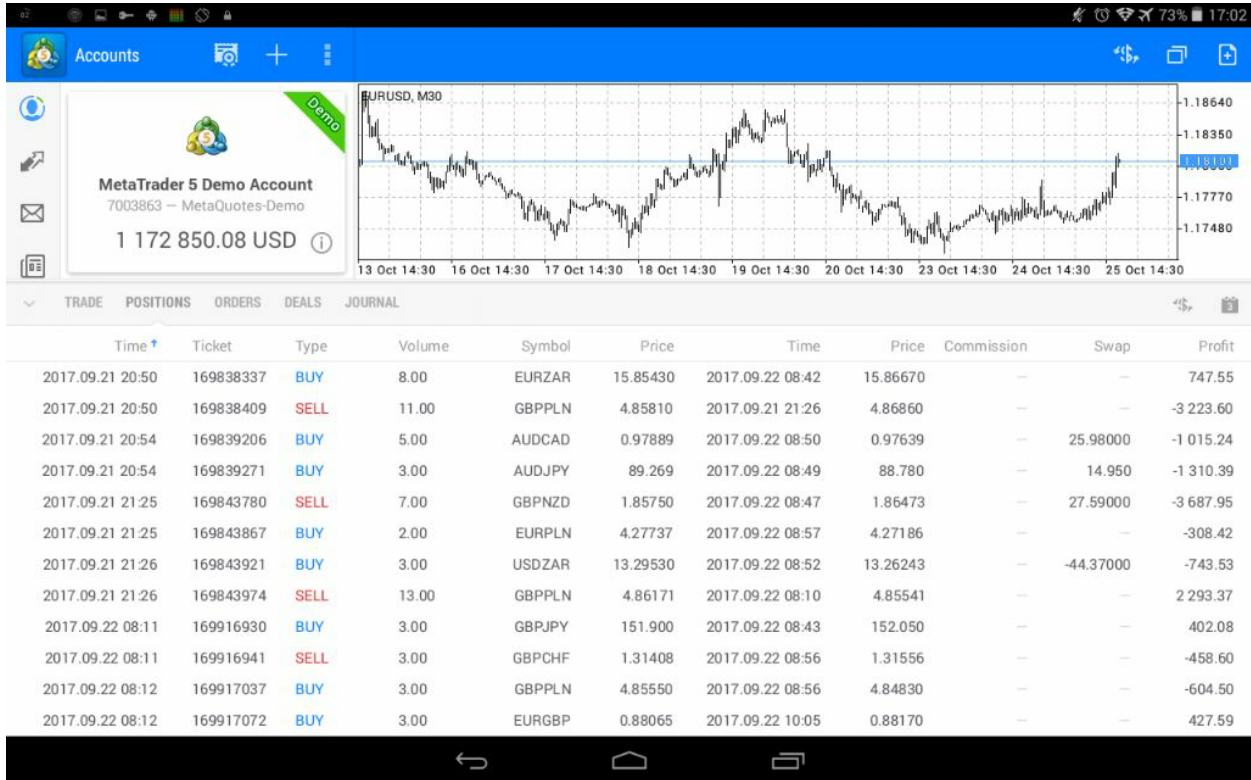 73% 17:02
Accounts
Demo
MetaTrader 5 Demo Account
7003863 — MetaQuotes-Demo
1 172 850.08 USD
EURUSD, M30
1.18640
1.18350
1.18101
1.17770
1.17480
13 Oct 14:30 16 Oct 14:30 17 Oct 14:30 18 Oct 14:30 19 Oct 14:30 20 Oct 14:30 23 Oct 14:30 24 Oct 14:30 25 Oct 14:30
TRADE POSITIONS ORDERS DEALS JOURNAL
Time Ticket Type Volume Symbol Price Time Price Commission Swap Profit
2017.09.21 20:50 169838337 BUY 8.00 EURZAR 15.85430 2017.09.22 08:42 15.86670 — — 747.55
2017.09.21 20:50 169838409 SELL 11.00 GBPPLN 4.85810 2017.09.21 21:26 4.86860 — — -3 223.60
2017.09.21 20:54 169839206 BUY 5.00 AUDCAD 0.97889 2017.09.22 08:50 0.97639 — 25.98000 -1 015.24
2017.09.21 20:54 169839271 BUY 3.00 AUDJPY 89.269 2017.09.22 08:49 88.780 — 14.950 -1 310.39
2017.09.21 21:25 169843780 SELL 7.00 GBPNZD 1.85750 2017.09.22 08:47 1.86473 — 27.59000 -3 687.95
2017.09.21 21:25 169843867 BUY 2.00 EURPLN 4.27737 2017.09.22 08:57 4.27186 — — -308.42
2017.09.21 21:26 169843921 BUY 3.00 USDZAR 13.29530 2017.09.22 08:52 13.26243 — -44.37000 -743.53
2017.09.21 21:26 169843974 SELL 13.00 GBPPLN 4.86171 2017.09.22 08:10 4.85541 — — 2 293.37
2017.09.22 08:11 169916930 BUY 3.00 GBPJPY 151.900 2017.09.22 08:43 152.050 — — 402.08
2017.09.22 08:11 169916941 SELL 3.00 GBPCHF 1.31408 2017.09.22 08:56 1.31556 — — -458.60
2017.09.22 08:12 169917037 BUY 3.00 GBPPLN 4.85550 2017.09.22 08:56 4.84830 — — -604.50
2017.09.22 08:12 169917072 BUY 3.00 EURGBP 0.88065 2017.09.22 10:05 0.88170 — — 427.59